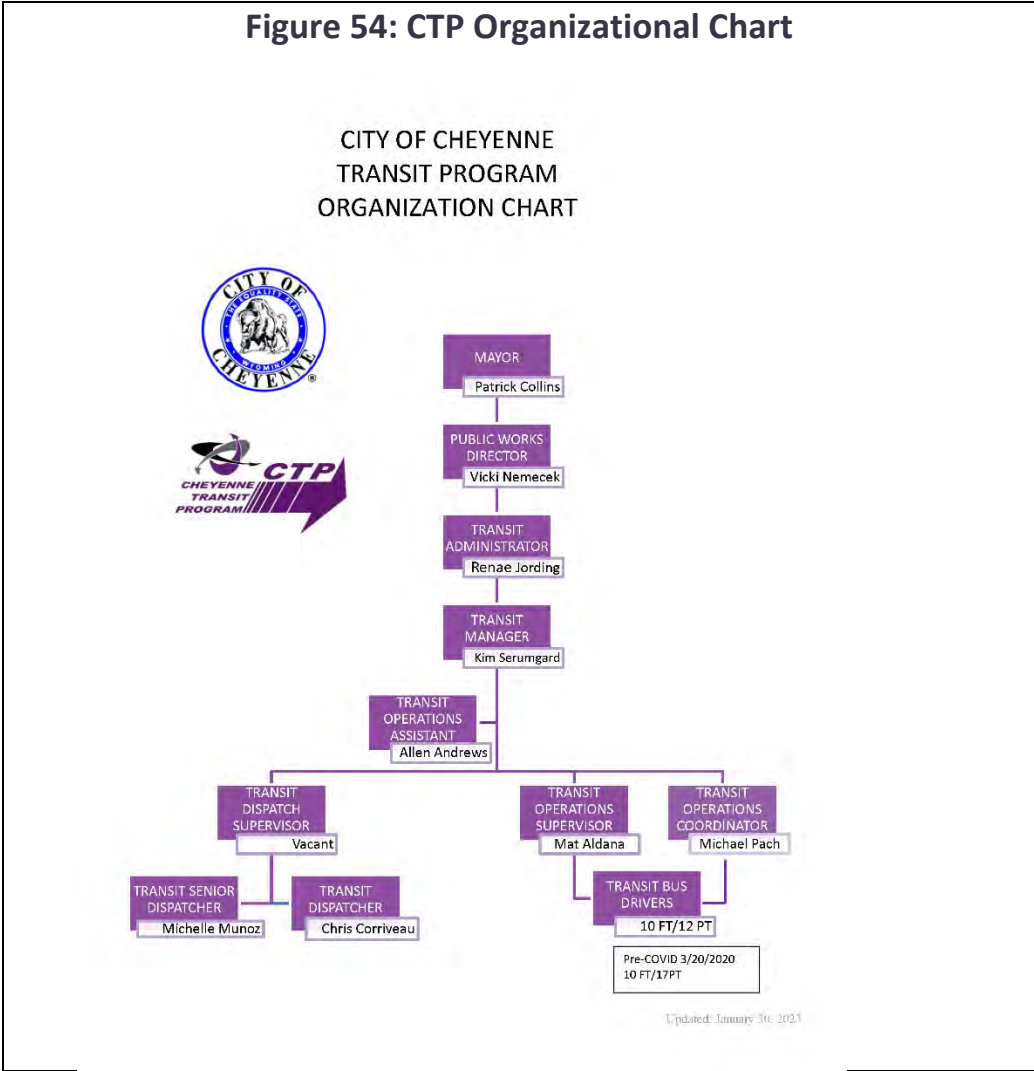 Figure 54: CTP Organizational Chart
CITY OF CHEYENNE
TRANSIT PROGRAM
ORGANIZATION CHART
CITY OF
THE EQUALITY STATE
WYOMING
CHEYENNE
®
CTP
CHEYENNE
TRANSIT
PROGRAM
MAYOR
Patrick Collins
PUBLIC WORKS
DIRECTOR
Vicki Nemecek
TRANSIT
ADMINISTRATOR
Renae Jording
TRANSIT
MANAGER
Kim Serumgard
TRANSIT
OPERATIONS
ASSISTANT
Allen Andrews
TRANSIT
DISPATCH
SUPERVISOR
Vacant
TRANSIT
OPERATIONS
SUPERVISOR
Mat Aldana
TRANSIT
OPERATIONS
COORDINATOR
Michael Pach
TRANSIT SENIOR
DISPATCHER
Michelle Munoz
TRANSIT
DISPATCHER
Chris Corriveau
TRANSIT BUS
DRIVERS
10 FT/12 PT
Pre-COVID 3/20/2020
10 FT/17PT
Updated: January 30, 2023